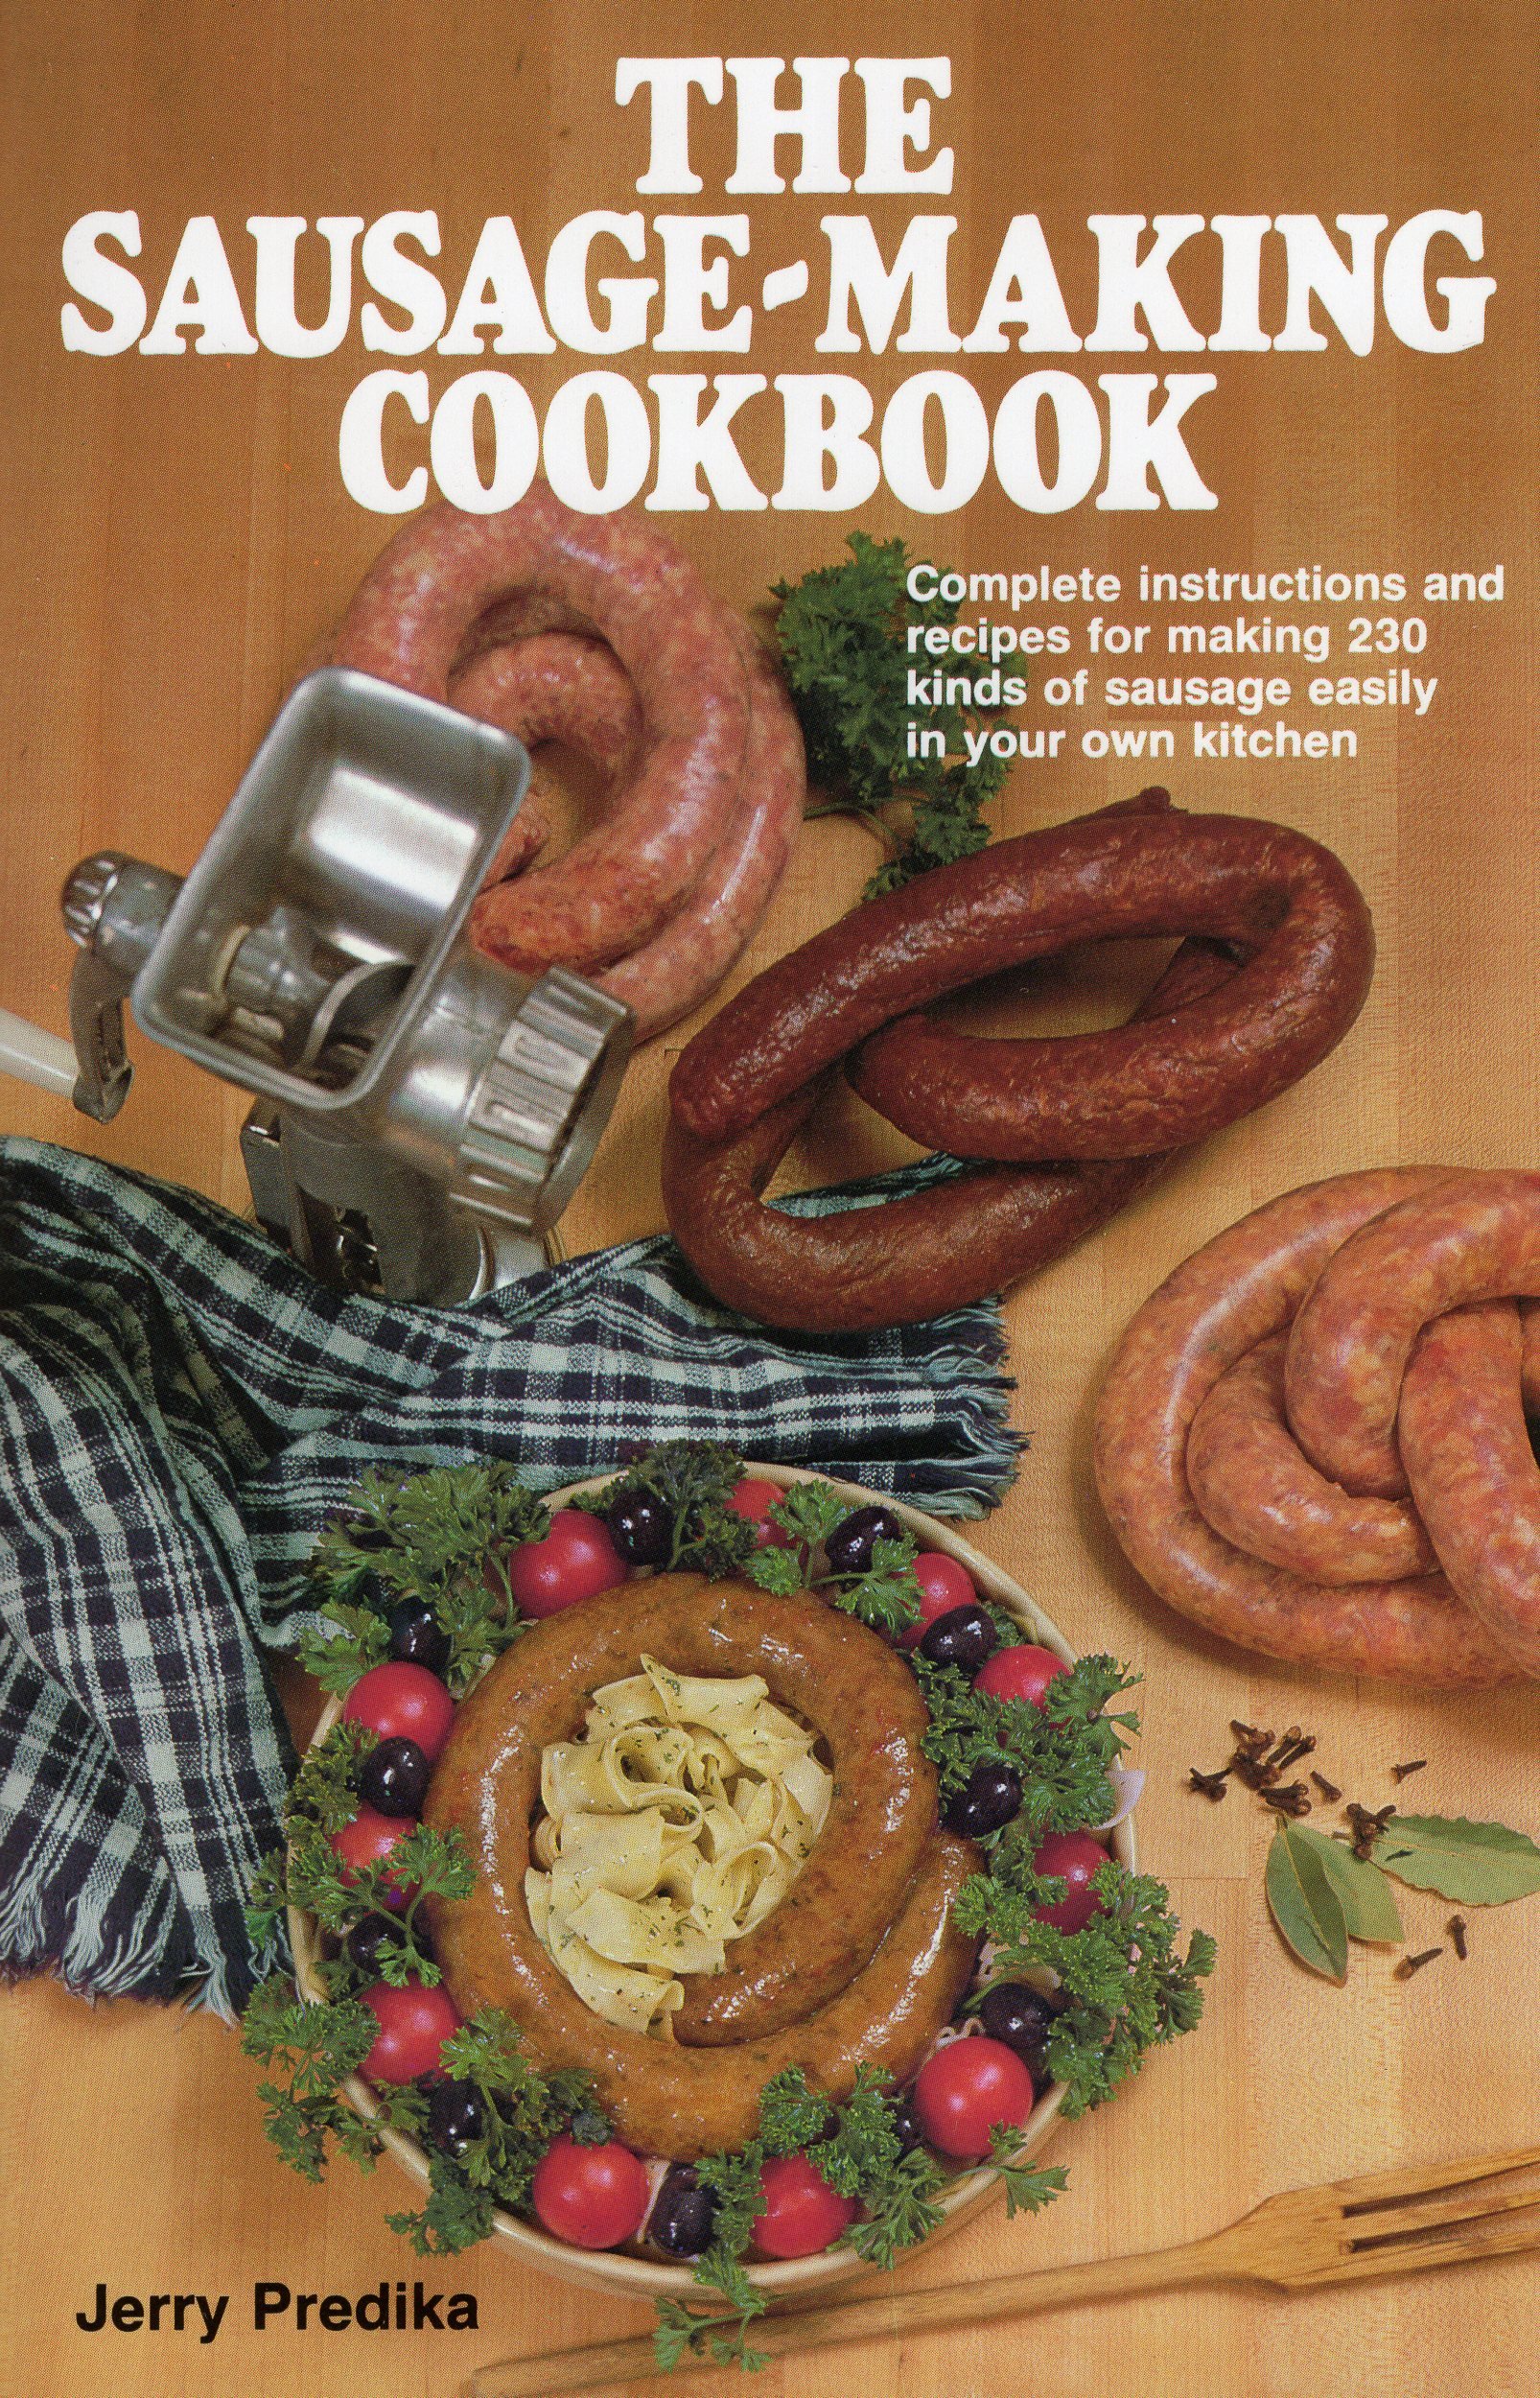 THE
SAUSAGE-MAKING
COOKBOOK
Complete instructions and
recipes for making 230
kinds of sausage easily
in your own kitchen
Jerry Predika